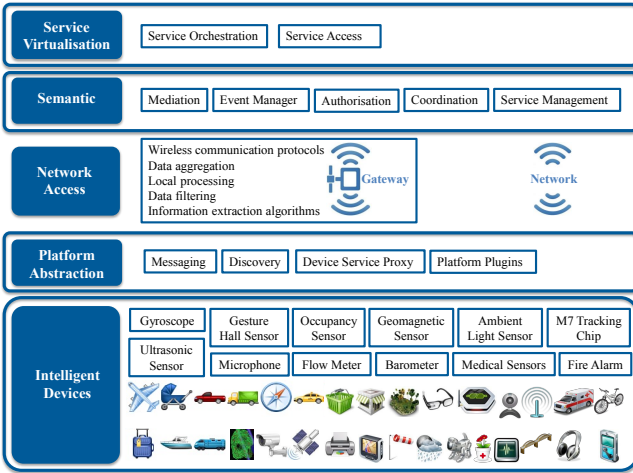 Service
Virtualisation
Service Orchestration
Service Access
Semantic
Mediation
Event Manager
Authorisation
Coordination
Service Management
Network
Access
Wireless communication protocols
Data aggregation
Local processing
Data filtering
Information extraction algorithms
Gateway
Network
Platform
Abstraction
Messaging
Discovery
Device Service Proxy
Platform Plugins
Intelligent
Devices
Gyroscope
Gesture
Hall Sensor
Occupancy
Sensor
Geomagnetic
Sensor
Ambient
Light Sensor
M7 Tracking
Chip
Ultrasonic
Sensor
Microphone
Flow Meter
Barometer
Medical Sensors
Fire Alarm